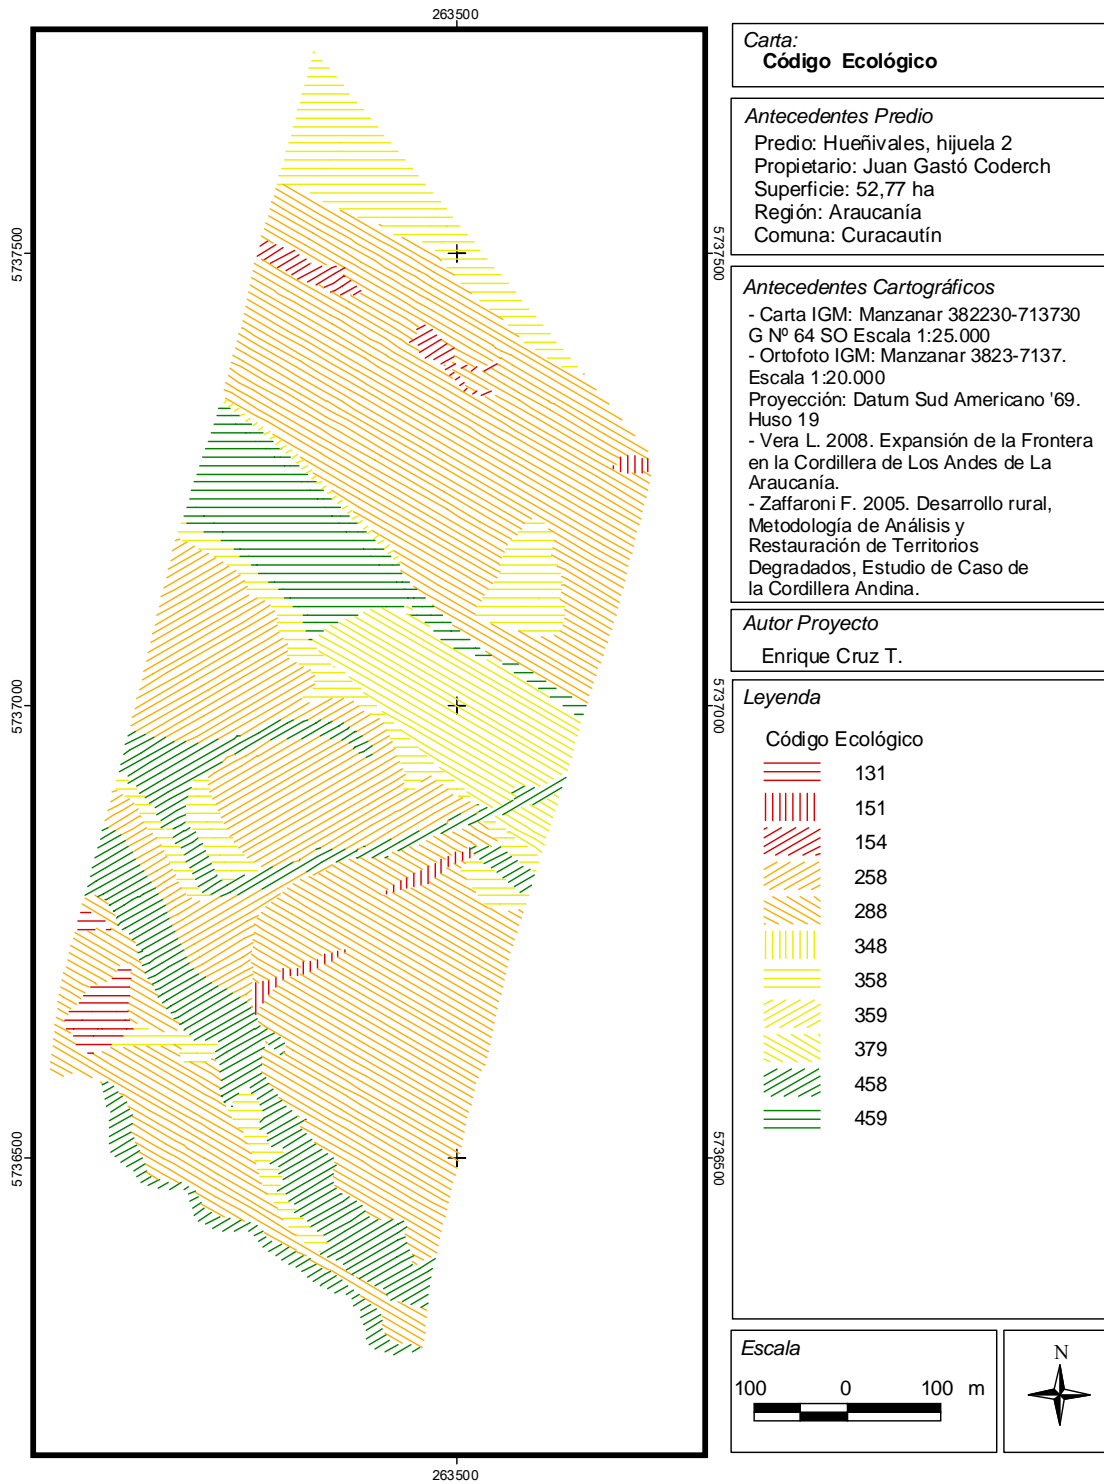 263500
Carta:
Código Ecológico
Antecedentes Predio
Predio: Hueñivales, hijuela 2
Propietario: Juan Gastó Coderch
Superficie: 52,77 ha
Región: Araucanía
Comuna: Curacautín
5737500
5737500
Antecedentes Cartográficos
- Carta IGM: Manzanar 382230-713730
G Nº 64 SO Escala 1:25.000
- Ortofoto IGM: Manzanar 3823-7137.
Escala 1:20.000
Proyección: Datum Sud Americano '69.
Huso 19
- Vera L. 2008. Expansión de la Frontera
en la Cordillera de Los Andes de La
Araucanía.
- Zaffaroni F. 2005. Desarrollo rural,
Metodología de Análisis y
Restauración de Territorios
Degradados, Estudio de Caso de
la Cordillera Andina.
Autor Proyecto
Enrique Cruz T.
5737000
5737000
Leyenda
Código Ecológico
131
151
154
258
288
348
358
359
379
458
459
5736500
5736500
Escala
100 0 100 m
N
263500